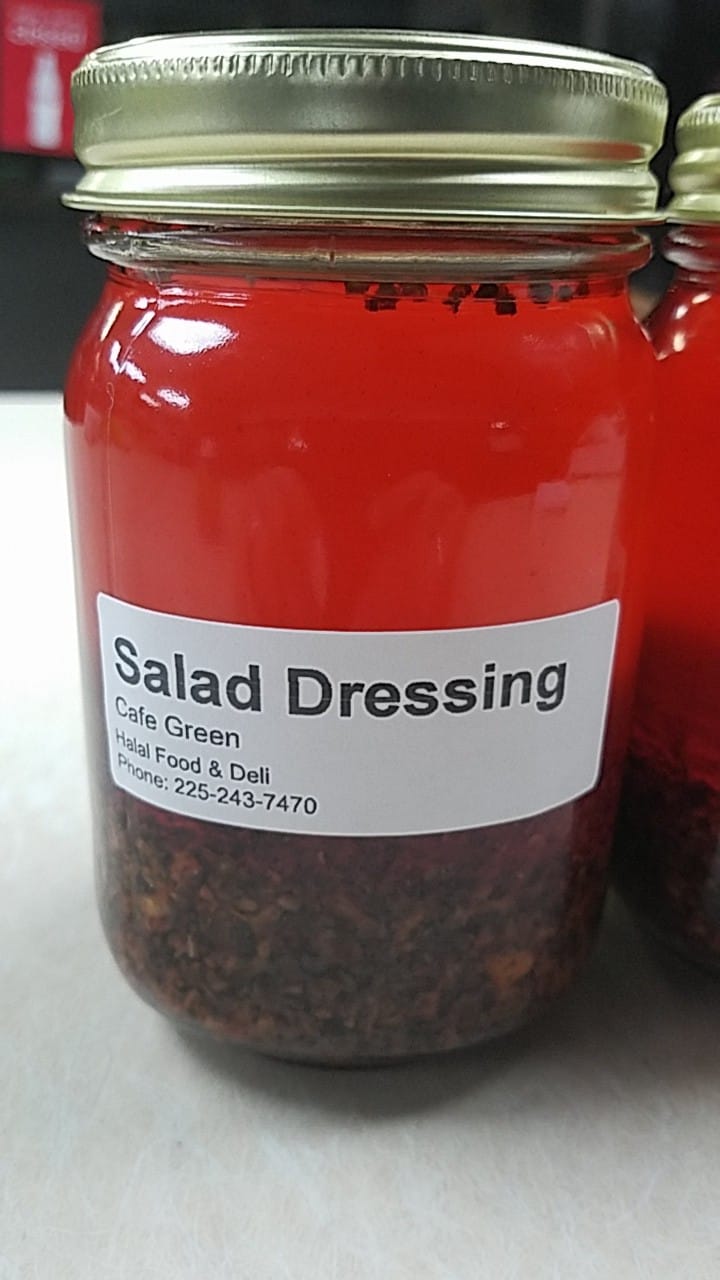 Salad Dressing
Cafe Green
Halal Food & Deli
Phone: 225-243-7470